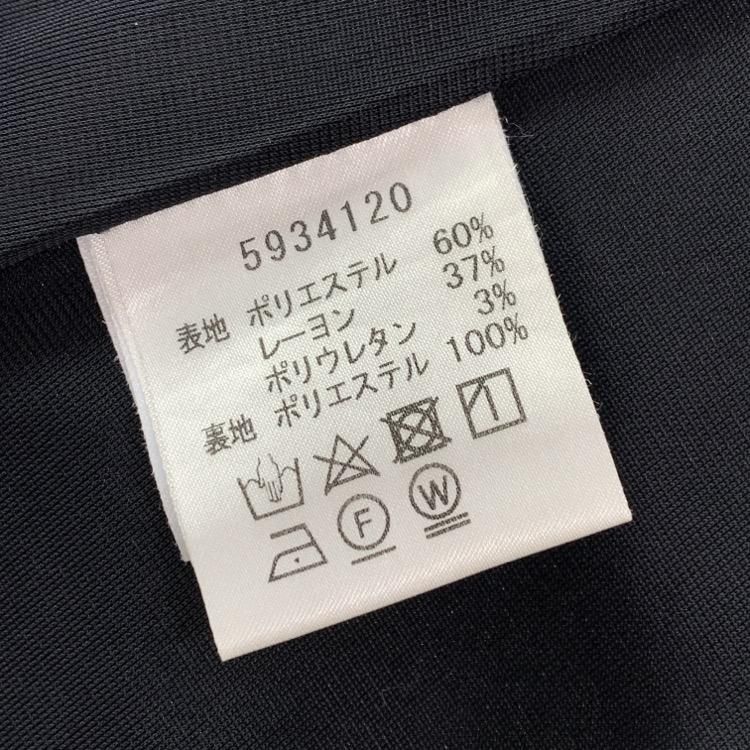 5934120
表地 ポリエステル 60%
レーヨン 37%
ポリウレタン 3%
裏地 ポリエステル 100%
F W